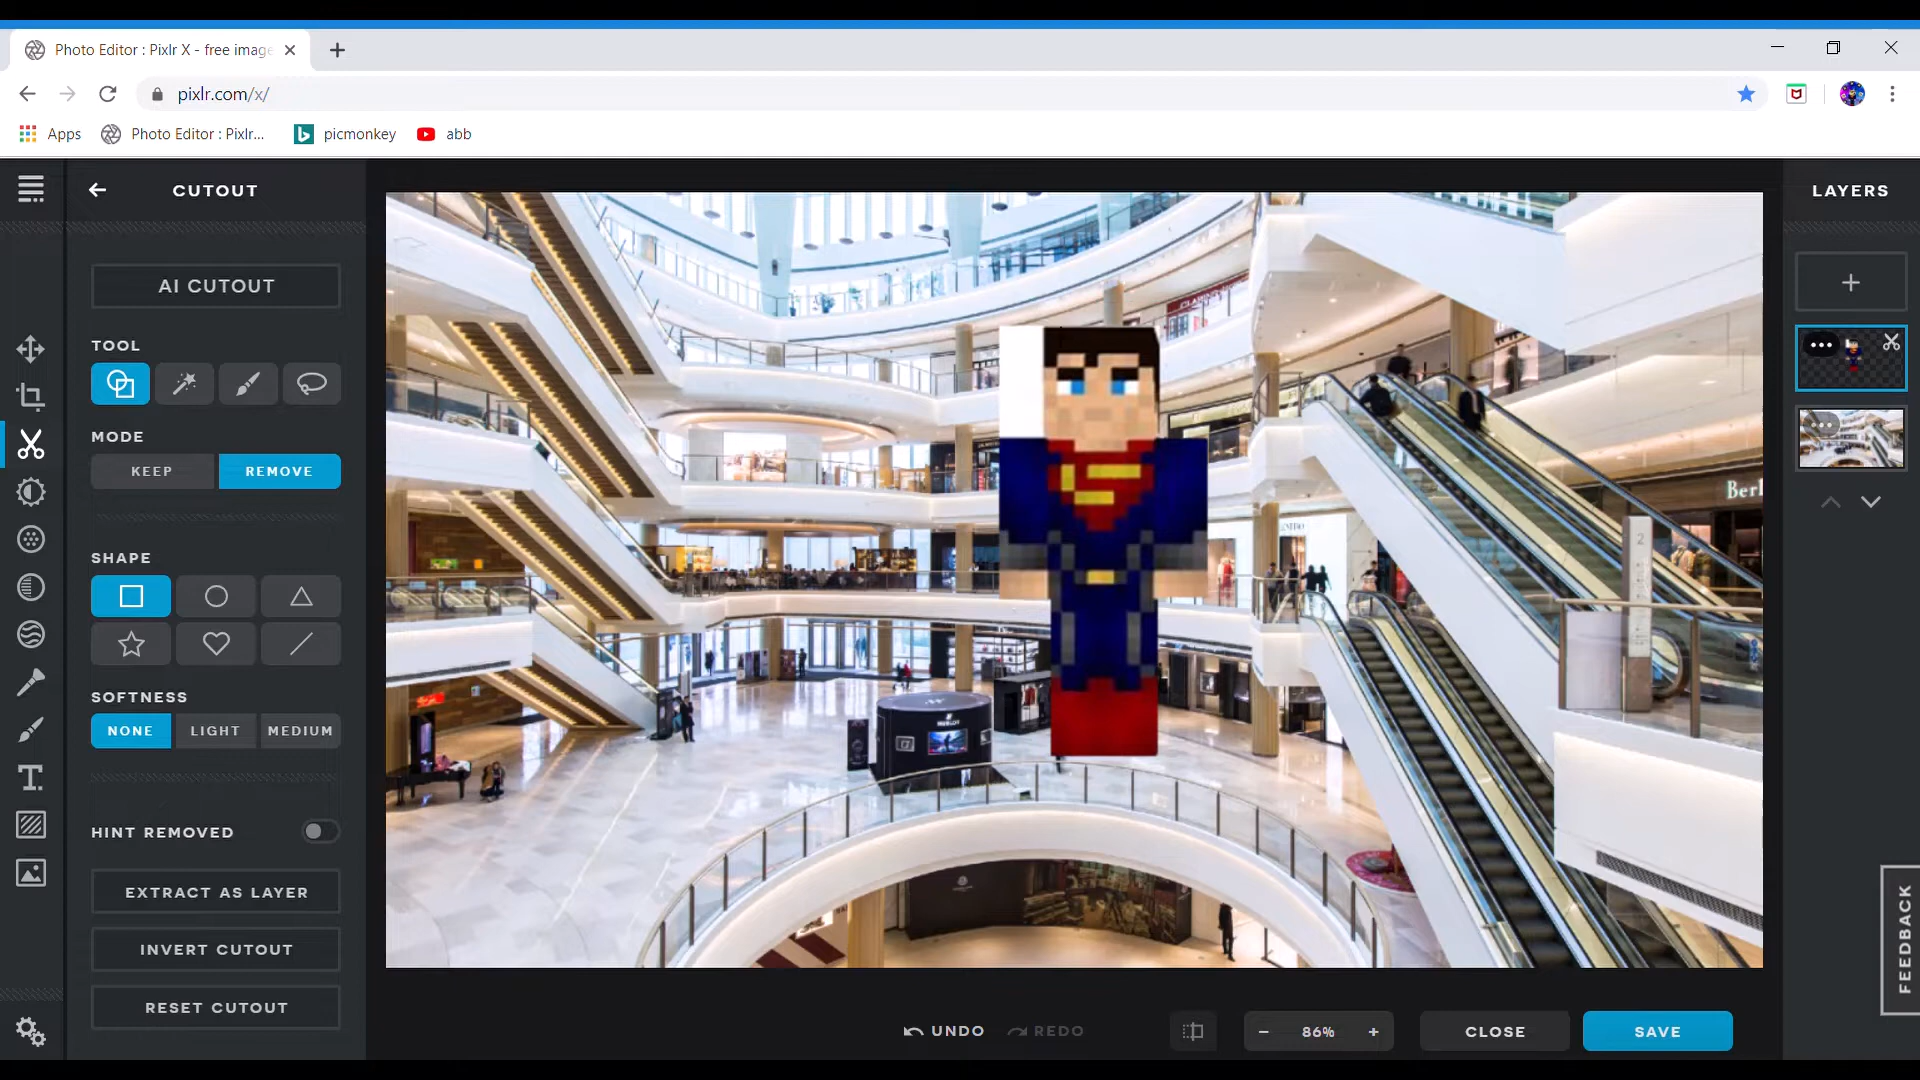 Photo Editor : Pixlr X - free image
pixlr.com/x/
Apps
Photo Editor : Pixlr...
picmonkey
abb
CUTOUT
LAYERS
AI CUTOUT
TOOL
MODE
KEEP
REMOVE
SHAPE
SOFTNESS
NONE
LIGHT
MEDIUM
HINT REMOVED
EXTRACT AS LAYER
INVERT CUTOUT
RESET CUTOUT
Berl
2
FEEDBACK
UNDO
REDO
86%
CLOSE
SAVE